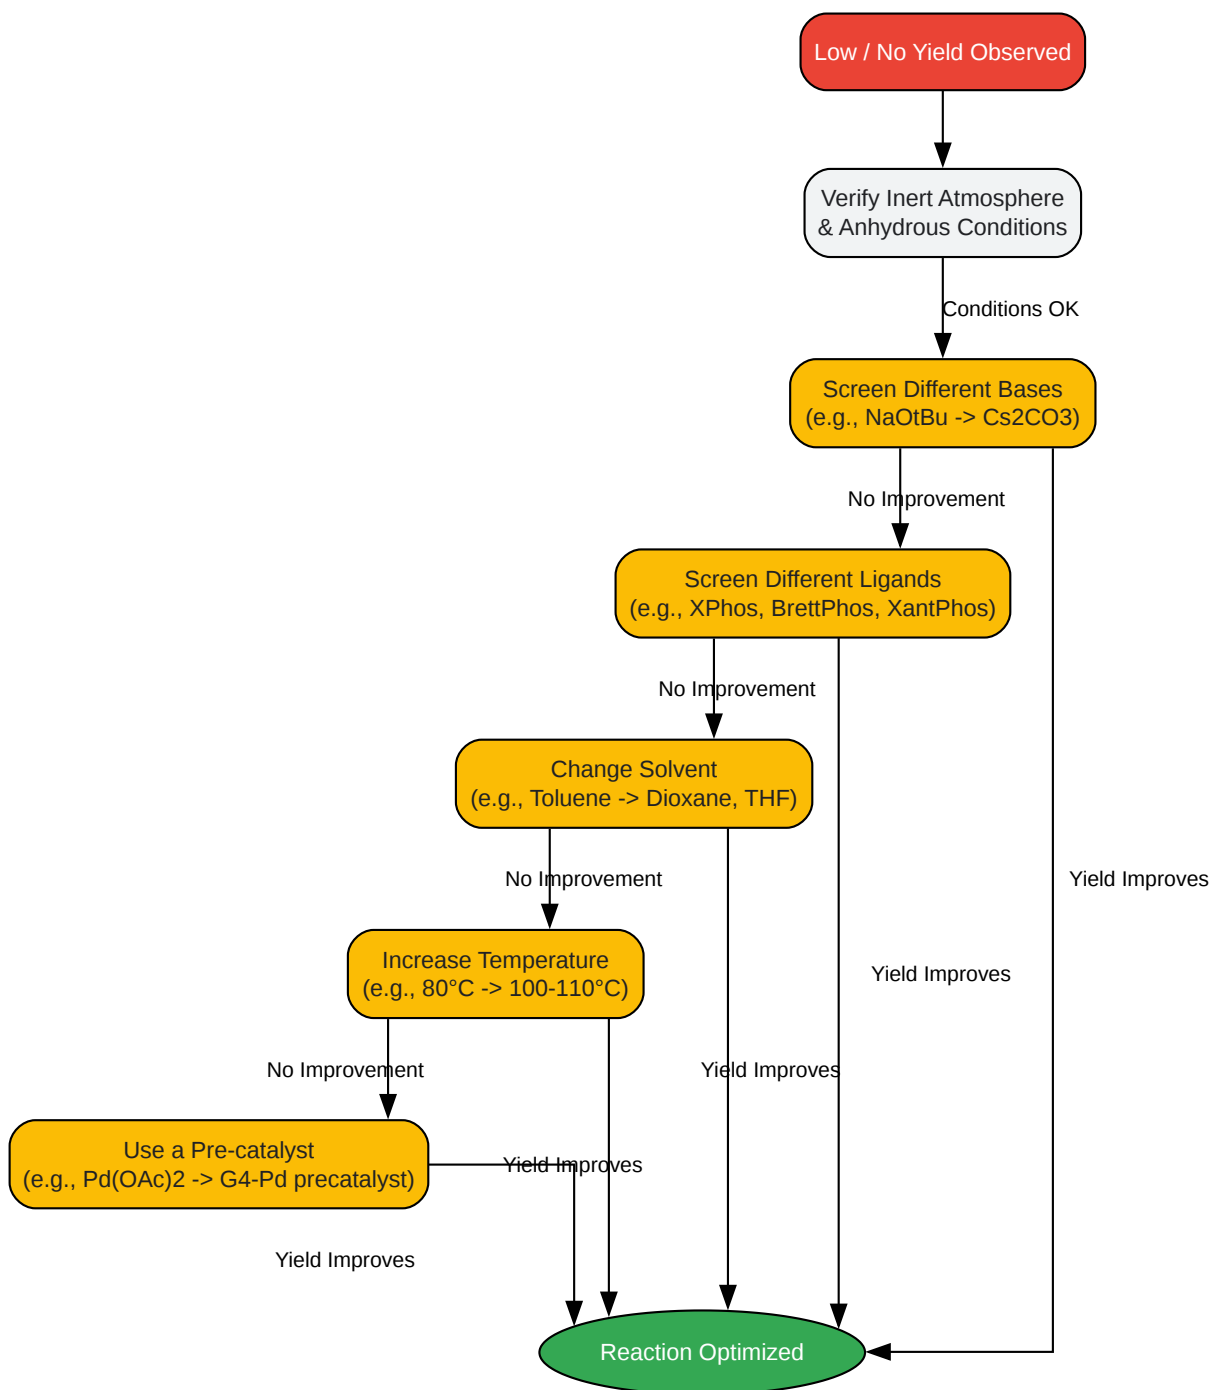 Low / No Yield Observed
Verify Inert Atmosphere
& Anhydrous Conditions
Conditions OK
Screen Different Bases
(e.g., NaOtBu -> Cs2CO3)
No Improvement
Screen Different Ligands
(e.g., XPhos, BrettPhos, XantPhos)
No Improvement
Change Solvent
(e.g., Toluene -> Dioxane, THF)
No Improvement
Yield Improves
Increase Temperature
(e.g., 80°C -> 100-110°C)
Yield Improves
No Improvement
Yield Improves
Use a Pre-catalyst
(e.g., Pd(OAc)2 -> G4-Pd precatalyst)
Yield Improves
Yield Improves
Reaction Optimized